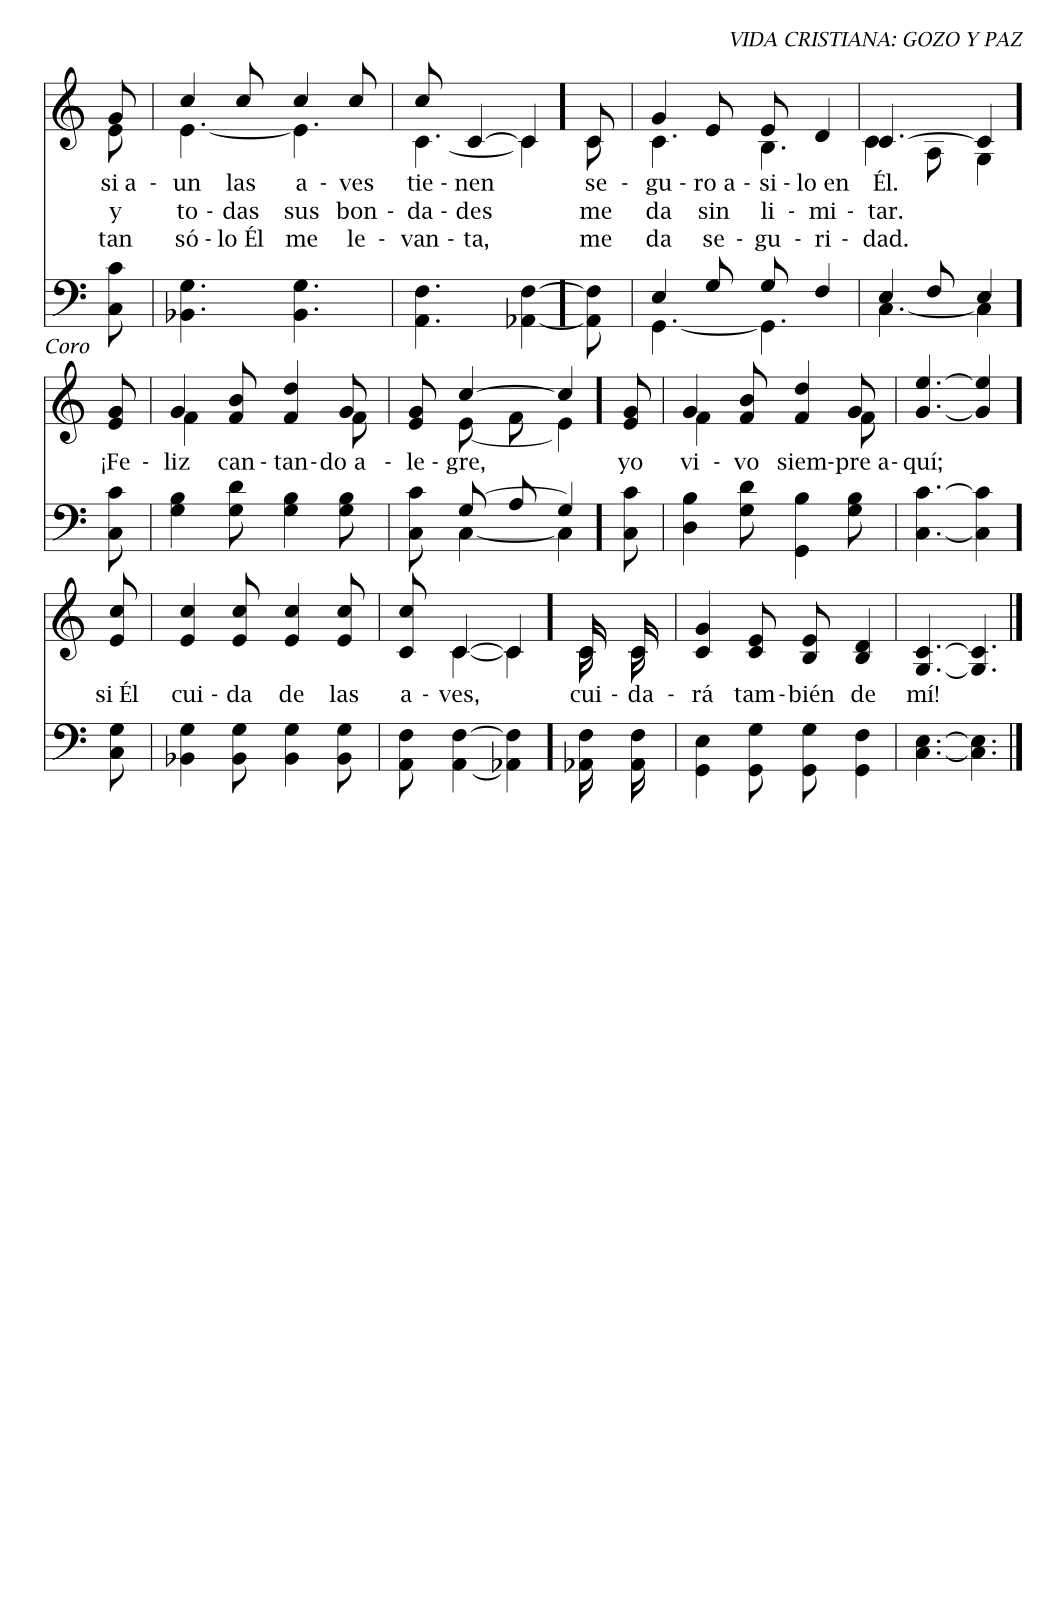 VIDA CRISTIANA: GOZO Y PAZ
si a - un las a - ves tie - nen se - gu - ro a - si - lo en Él.
y to - das sus bon - da - des me da sin li - mi - tar.
tan só - lo Él me le - van - ta, me da se - gu - ri - dad.
Coro
¡Fe - liz can - tan - do a - le - gre, yo vi - vo siem - pre a - quí;
si Él cui - da de las a - ves, cui - da - rá tam - bién de mí!